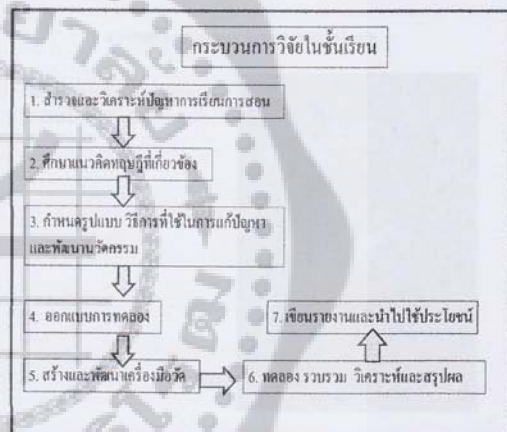 กระบวนการวิจัยในชั้นเรียน
1. สำรวจและวิเคราะห์ปัญหาการเรียนการสอน
2. ศึกษาแนวคิดทฤษฎีที่เกี่ยวข้อง
3. กำหนดรูปแบบ วิธีการที่ใช้ในการแก้ปัญหา
และพัฒนานวัตกรรม
4. ออกแบบการทดลอง
7. เขียนรายงานและนำไปใช้ประโยชน์
5. สร้างและพัฒนาเครื่องมือวัด
6. ทดลอง รวบรวม วิเคราะห์และสรุปผล